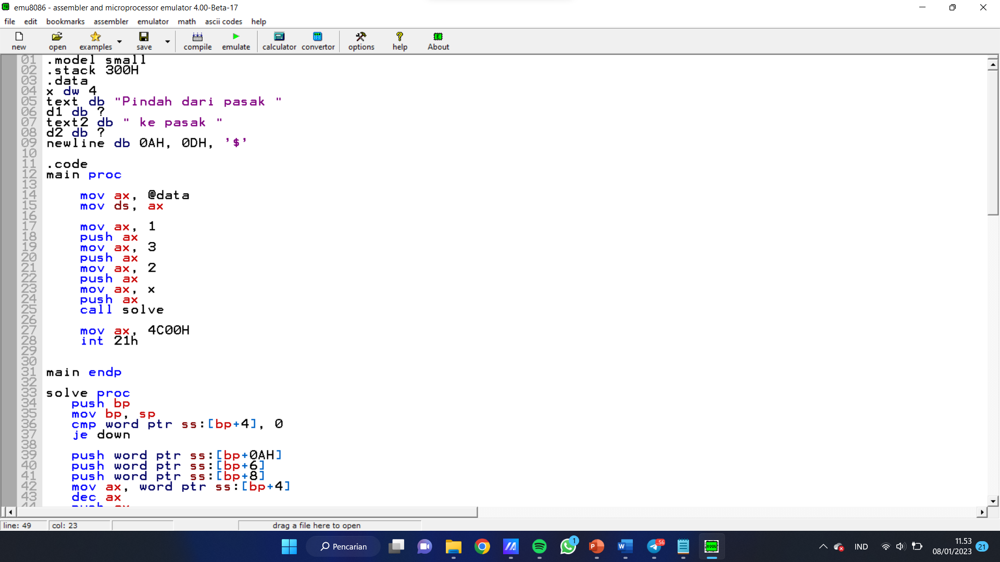 emu8086 - assembler and microprocessor emulator 4.00-Beta-17
file edit bookmarks assembler emulator math ascii codes help
new open examples save compile emulate calculator convertor options help About
01 .model small
02 .stack 300H
03 .data
04 x dw 4
05 text db "Pindah dari pasak "
06 d1 db ?
07 text2 db " ke pasak "
08 d2 db ?
09 newline db 0AH, 0DH, '$'
10
11 .code
12 main proc
13
14 mov ax, @data
15 mov ds, ax
16
17 mov ax, 1
18 push ax
19 mov ax, 3
20 push ax
21 mov ax, 2
22 push ax
23 mov ax, x
24 push ax
25 call solve
26
27 mov ax, 4C00H
28 int 21h
29
30
31 main endp
32
33 solve proc
34 push bp
35 mov bp, sp
36 cmp word ptr ss:[bp+4], 0
37 je down
38
39 push word ptr ss:[bp+0AH]
40 push word ptr ss:[bp+6]
41 push word ptr ss:[bp+8]
42 mov ax, word ptr ss:[bp+4]
43 dec ax
44 push ax
line: 49 col: 23 drag a file here to open
Pencarian 1 56 IND 11.53
08/01/2023 21